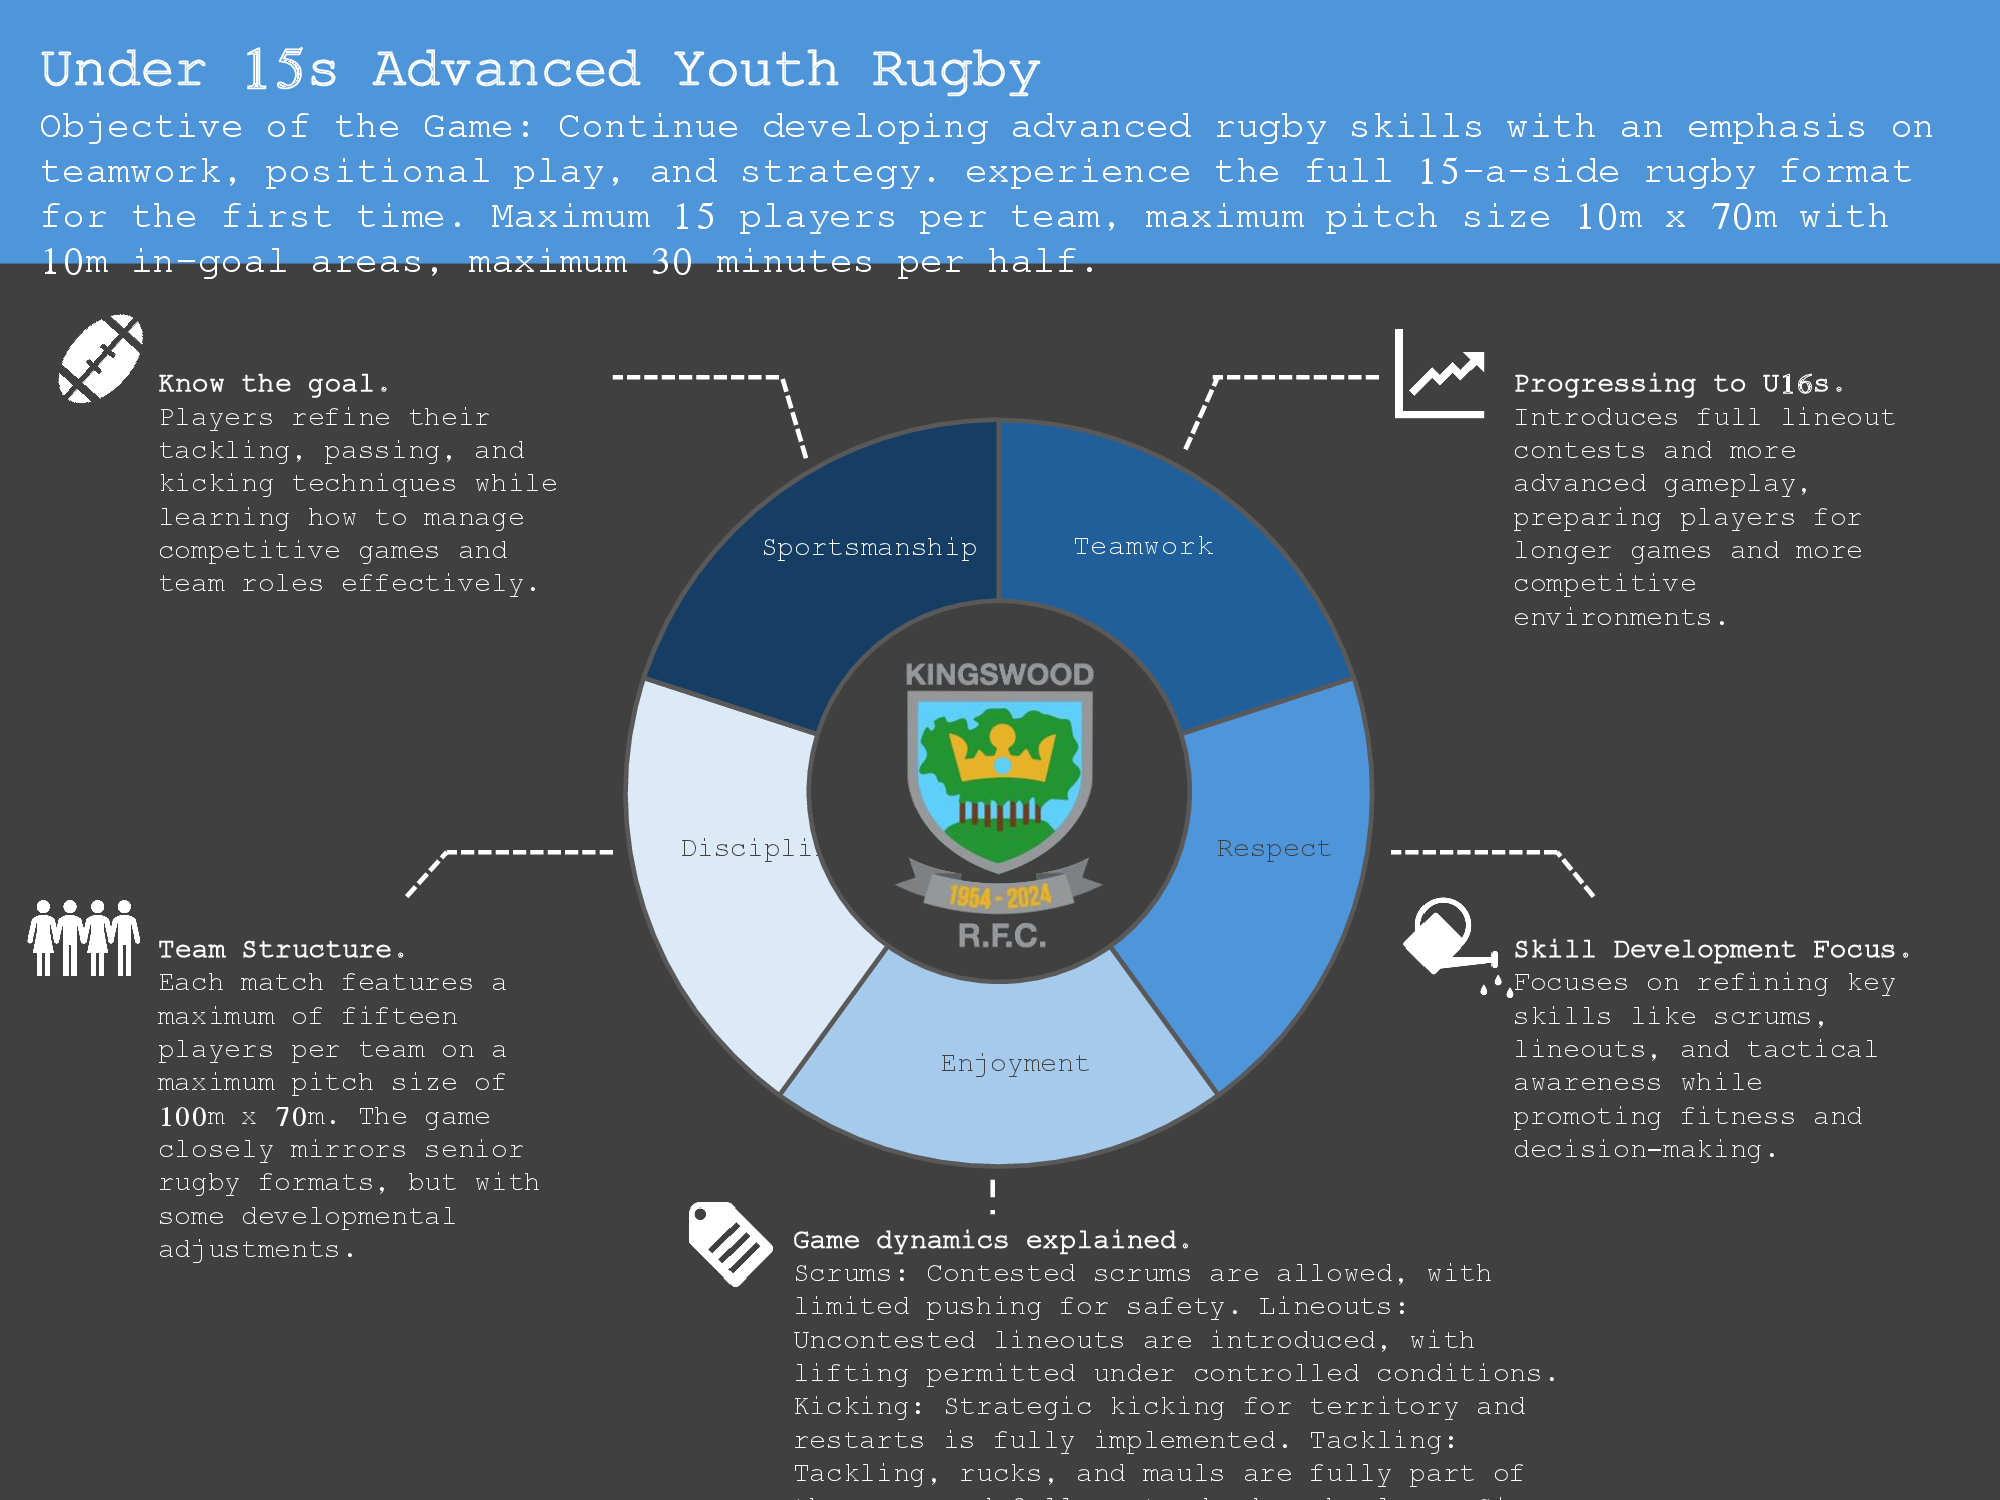 Under 15s Advanced Youth Rugby
Objective of the Game: Continue developing advanced rugby skills with an emphasis on
teamwork, positional play, and strategy. experience the full 15-a-side rugby format
for the first time. Maximum 15 players per team, maximum pitch size 10m x 70m with
10m in-goal areas, maximum 30 minutes per half.
Know the goal.
Players refine their
tackling, passing, and
kicking techniques while
learning how to manage
competitive games and
team roles effectively.
Progressing to U16s.
Introduces full lineout
contests and more
advanced gameplay,
preparing players for
longer games and more
competitive
environments.
Sportsmanship
Teamwork
Discipli
Respect
Enjoyment
KINGSWOOD
1954 - 2024
R.F.C.
Team Structure.
Each match features a
maximum of fifteen
players per team on a
maximum pitch size of
100m x 70m. The game
closely mirrors senior
rugby formats, but with
some developmental
adjustments.
Skill Development Focus.
Focuses on refining key
skills like scrums,
lineouts, and tactical
awareness while
promoting fitness and
decision-making.
Game dynamics explained.
Scrums: Contested scrums are allowed, with
limited pushing for safety. Lineouts:
Uncontested lineouts are introduced, with
lifting permitted under controlled conditions.
Kicking: Strategic kicking for territory and
restarts is fully implemented. Tackling:
Tackling, rucks, and mauls are fully part of